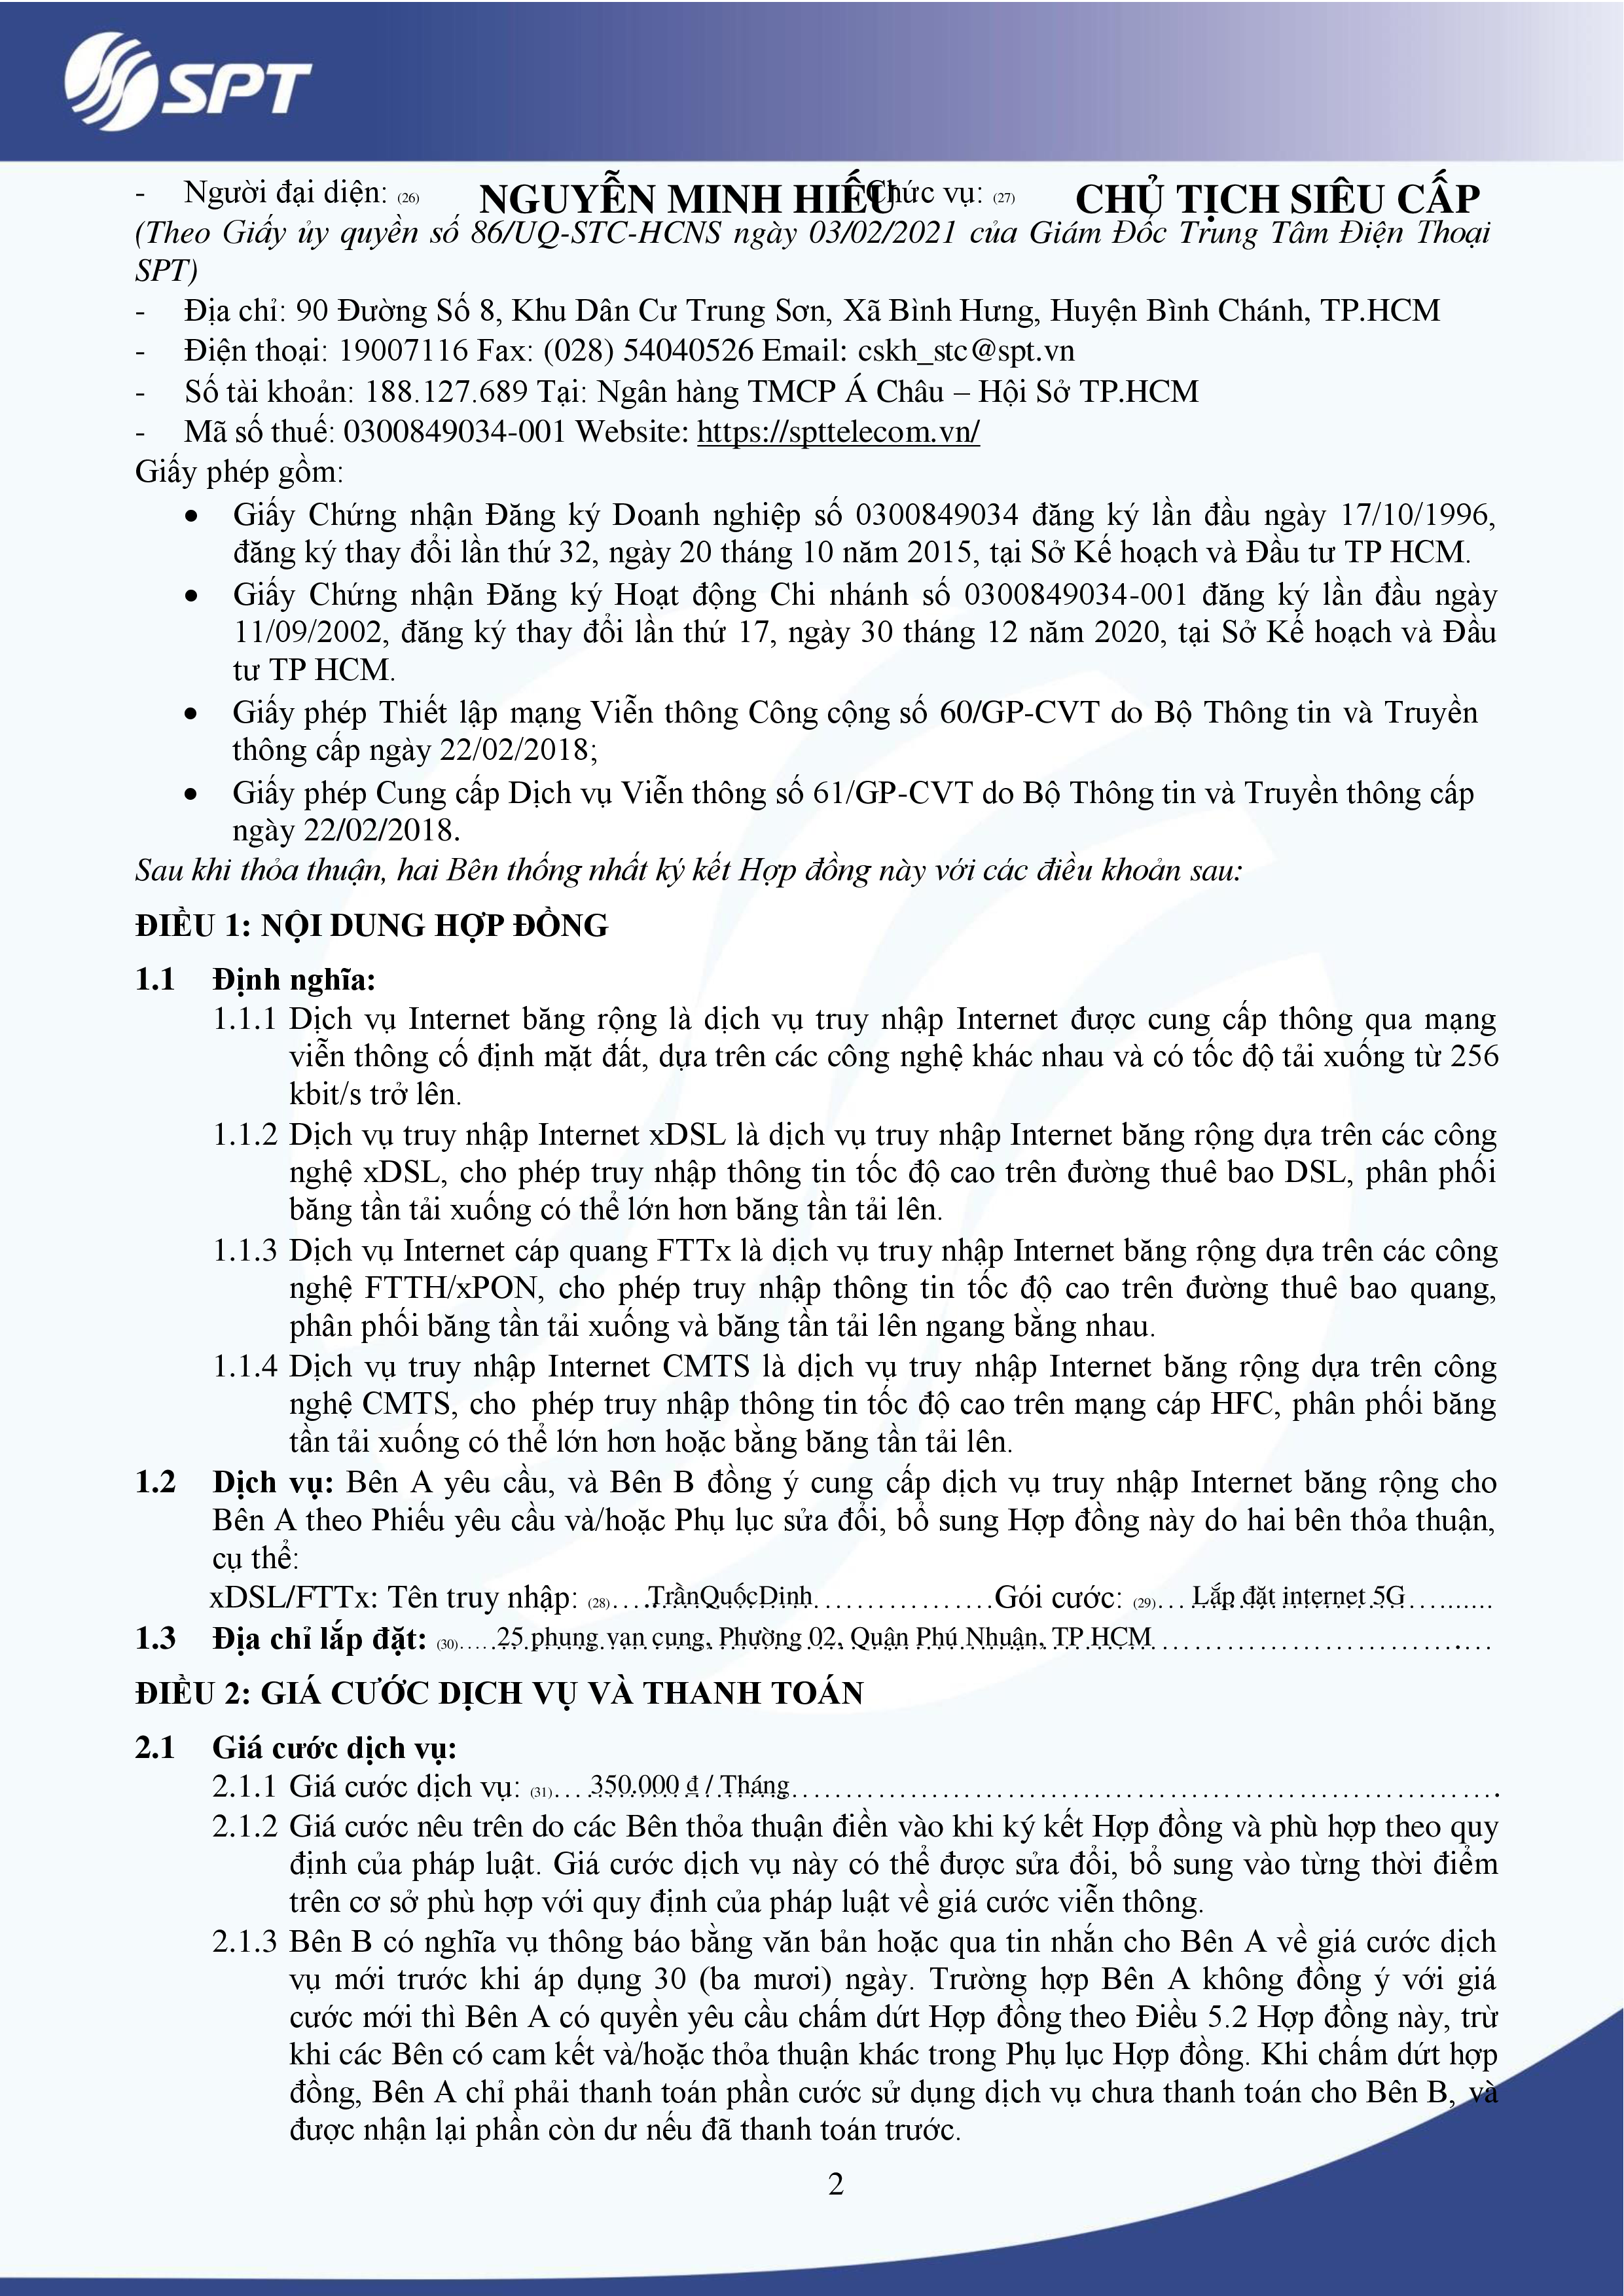 SPT
- Người đại diện: (26) NGUYỄN MINH HIẾU Chức vụ: (27) CHỦ TỊCH SIÊU CẤP
(Theo Giấy ủy quyền số 86/UQ-STC-HCNS ngày 03/02/2021 của Giám Đốc Trung Tâm Điện Thoại
SPT)
- Địa chỉ: 90 Đường Số 8, Khu Dân Cư Trung Sơn, Xã Bình Hưng, Huyện Bình Chánh, TP.HCM
- Điện thoại: 19007116 Fax: (028) 54040526 Email: cskh_stc@spt.vn
- Số tài khoản: 188.127.689 Tại: Ngân hàng TMCP Á Châu – Hội Sở TP.HCM
- Mã số thuế: 0300849034-001 Website: https://spttelecom.vn/
Giấy phép gồm:
• Giấy Chứng nhận Đăng ký Doanh nghiệp số 0300849034 đăng ký lần đầu ngày 17/10/1996,
đăng ký thay đổi lần thứ 32, ngày 20 tháng 10 năm 2015, tại Sở Kế hoạch và Đầu tư TP HCM.
• Giấy Chứng nhận Đăng ký Hoạt động Chi nhánh số 0300849034-001 đăng ký lần đầu ngày
11/09/2002, đăng ký thay đổi lần thứ 17, ngày 30 tháng 12 năm 2020, tại Sở Kế hoạch và Đầu
tư TP HCM.
• Giấy phép Thiết lập mạng Viễn thông Công cộng số 60/GP-CVT do Bộ Thông tin và Truyền
thông cấp ngày 22/02/2018;
• Giấy phép Cung cấp Dịch vụ Viễn thông số 61/GP-CVT do Bộ Thông tin và Truyền thông cấp
ngày 22/02/2018.
Sau khi thỏa thuận, hai Bên thống nhất ký kết Hợp đồng này với các điều khoản sau:
ĐIỀU 1: NỘI DUNG HỢP ĐỒNG
1.1 Định nghĩa:
1.1.1 Dịch vụ Internet băng rộng là dịch vụ truy nhập Internet được cung cấp thông qua mạng
viễn thông cố định mặt đất, dựa trên các công nghệ khác nhau và có tốc độ tải xuống từ 256
kbit/s trở lên.
1.1.2 Dịch vụ truy nhập Internet xDSL là dịch vụ truy nhập Internet băng rộng dựa trên các công
nghệ xDSL, cho phép truy nhập thông tin tốc độ cao trên đường thuê bao DSL, phân phối
băng tần tải xuống có thể lớn hơn băng tần tải lên.
1.1.3 Dịch vụ Internet cáp quang FTTx là dịch vụ truy nhập Internet băng rộng dựa trên các công
nghệ FTTH/xPON, cho phép truy nhập thông tin tốc độ cao trên đường thuê bao quang,
phân phối băng tần tải xuống và băng tần tải lên ngang bằng nhau.
1.1.4 Dịch vụ truy nhập Internet CMTS là dịch vụ truy nhập Internet băng rộng dựa trên công
nghệ CMTS, cho phép truy nhập thông tin tốc độ cao trên mạng cáp HFC, phân phối băng
tần tải xuống có thể lớn hơn hoặc bằng băng tần tải lên.
1.2 Dịch vụ: Bên A yêu cầu, và Bên B đồng ý cung cấp dịch vụ truy nhập Internet băng rộng cho
Bên A theo Phiếu yêu cầu và/hoặc Phụ lục sửa đổi, bổ sung Hợp đồng này do hai bên thỏa thuận,
cụ thể:
xDSL/FTTx: Tên truy nhập: (28) TrầnQuốcDinh Gói cước: (29) Lắp đặt internet 5G
1.3 Địa chỉ lắp đặt: (30) 25 phung van cung, Phường 02, Quận Phú Nhuận, TP HCM
ĐIỀU 2: GIÁ CƯỚC DỊCH VỤ VÀ THANH TOÁN
2.1 Giá cước dịch vụ:
2.1.1 Giá cước dịch vụ: (31) 350.000 ₫ / Tháng
2.1.2 Giá cước nêu trên do các Bên thỏa thuận điền vào khi ký kết Hợp đồng và phù hợp theo quy
định của pháp luật. Giá cước dịch vụ này có thể được sửa đổi, bổ sung vào từng thời điểm
trên cơ sở phù hợp với quy định của pháp luật về giá cước viễn thông.
2.1.3 Bên B có nghĩa vụ thông báo bằng văn bản hoặc qua tin nhắn cho Bên A về giá cước dịch
vụ mới trước khi áp dụng 30 (ba mươi) ngày. Trường hợp Bên A không đồng ý với giá
cước mới thì Bên A có quyền yêu cầu chấm dứt Hợp đồng theo Điều 5.2 Hợp đồng này, trừ
khi các Bên có cam kết và/hoặc thỏa thuận khác trong Phụ lục Hợp đồng. Khi chấm dứt hợp
đồng, Bên A chỉ phải thanh toán phần cước sử dụng dịch vụ chưa thanh toán cho Bên B, và
được nhận lại phần còn dư nếu đã thanh toán trước.
2